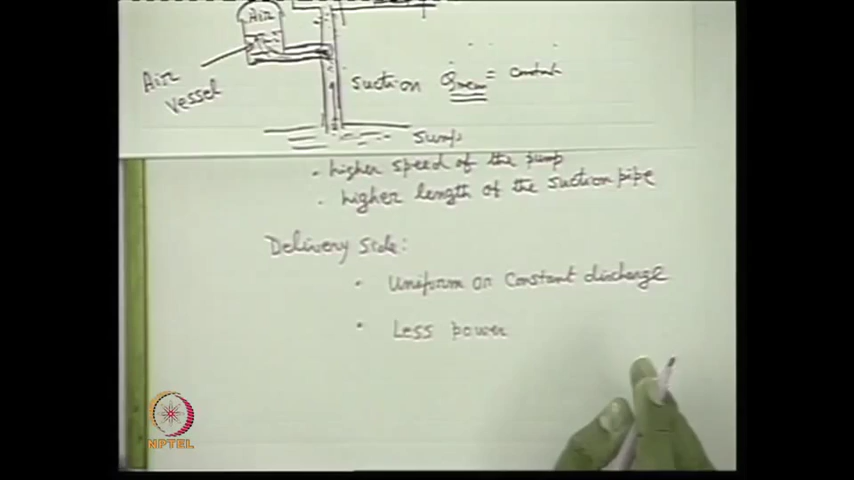 Air
Air
vessel
suction Qmean = constant
Sump
• higher speed of the pump
• higher length of the suction pipe
Delivery Side:
• Uniform or Constant discharge
• Less power
NPTEL